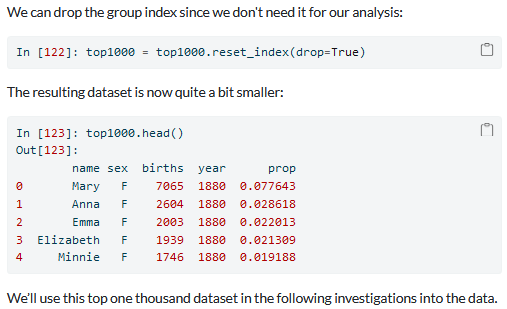 We can drop the group index since we don't need it for our analysis:
In [122]: top1000 = top1000.reset_index(drop=True)
The resulting dataset is now quite a bit smaller:
In [123]: top1000.head()
Out[123]:
name sex births year prop
0 Mary F 7065 1880 0.077643
1 Anna F 2604 1880 0.028618
2 Emma F 2003 1880 0.022013
3 Elizabeth F 1939 1880 0.021309
4 Minnie F 1746 1880 0.019188
We'll use this top one thousand dataset in the following investigations into the data.